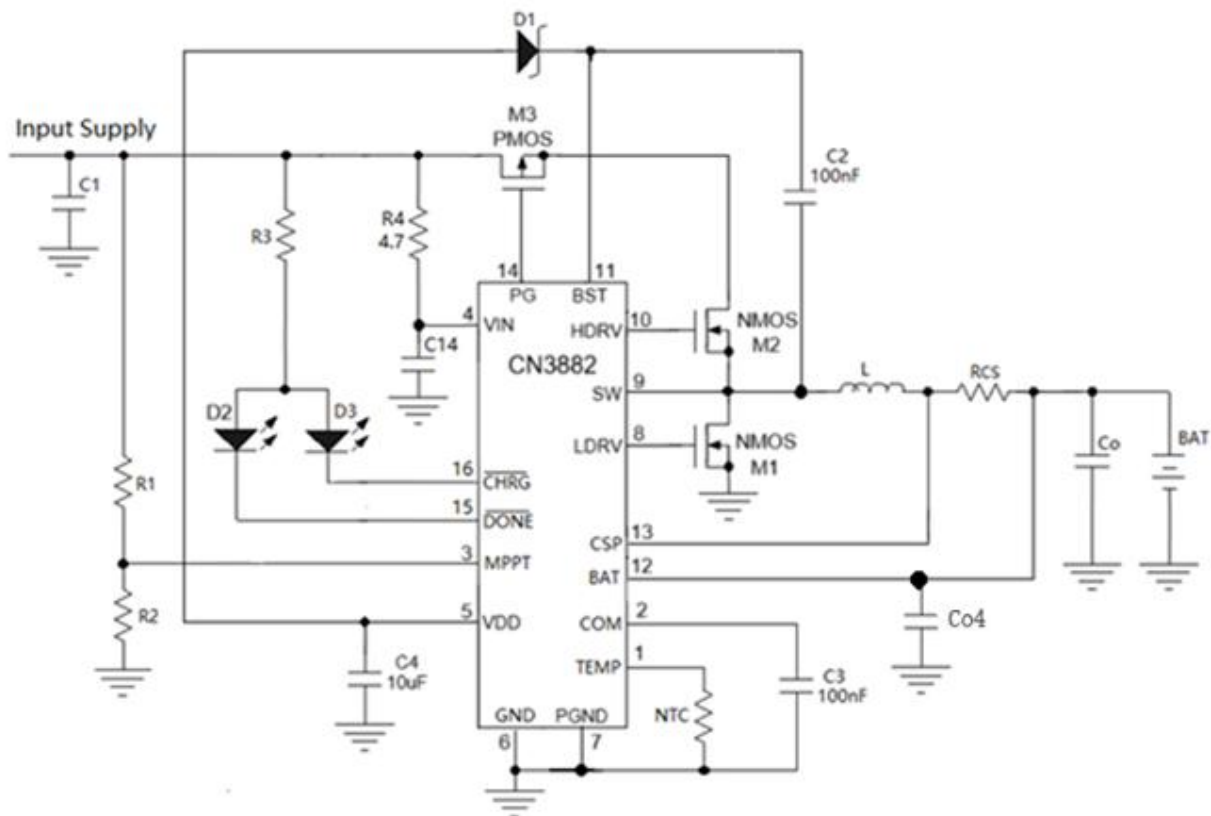 D1
M3
PMOS
Input Supply
C1
C2
100nF
R3
R4
4.7
14
11
PG
BST
4
VIN
10
HDRV
NMOS
M2
C14
CN3882
SW
9
L
RCS
D2
D3
8
LDRV
NMOS
M1
Co
BAT
16
CHRG
R1
15
DONE
13
CSP
3
MPPT
12
BAT
R2
5
VDD
2
COM
Co4
C4
10uF
1
TEMP
C3
100nF
NTC
GND
PGND
6
7